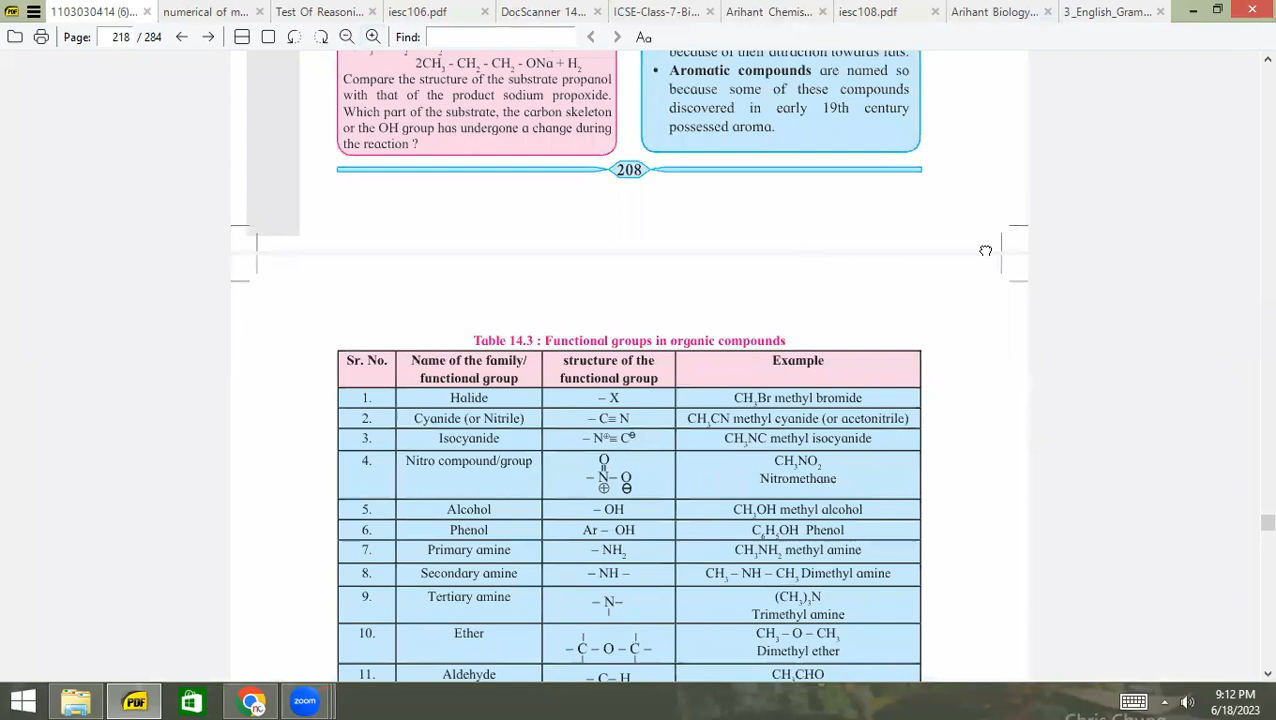 1103030414 (6)...
numerical of m...
Test Of Reasoni...
iesc106.pdf
DocScanner 14...
ICSE-Class-7-Bi...
Arihant Chemis...
iesc108.pdf
Arihant Biology...
3_English_Gram...
Page: 218 / 284
Find:
Aa
2CH3 - CH2 - CH2 - ONa + H2
Compare the structure of the substrate propanol
with that of the product sodium propoxide.
Which part of the substrate, the carbon skeleton
or the OH group has undergone a change during
the reaction ?
because of their attraction towards fats.
• Aromatic compounds are named so
because some of these compounds
discovered in early 19th century
possessed aroma.
208
Table 14.3 : Functional groups in organic compounds
Sr. No. Name of the family/ functional group structure of the functional group Example
1. Halide – X CH3Br methyl bromide
2. Cyanide (or Nitrile) – C≡ N CH3CN methyl cyanide (or acetonitrile)
3. Isocyanide – N⊕≡ C⊖ CH3NC methyl isocyanide
4. Nitro compound/group O – N – O ⊕ ⊖ CH3NO2 Nitromethane
5. Alcohol – OH CH3OH methyl alcohol
6. Phenol Ar – OH C6H5OH Phenol
7. Primary amine – NH2 CH3NH2 methyl amine
8. Secondary amine – NH – CH3 – NH – CH3 Dimethyl amine
9. Tertiary amine – N – (CH3)3N Trimethyl amine
10. Ether – C – O – C – CH3 – O – CH3 Dimethyl ether
11. Aldehyde – C – H CH3CHO
PDF
zoom
9:12 PM
6/18/2023
Chris Chung